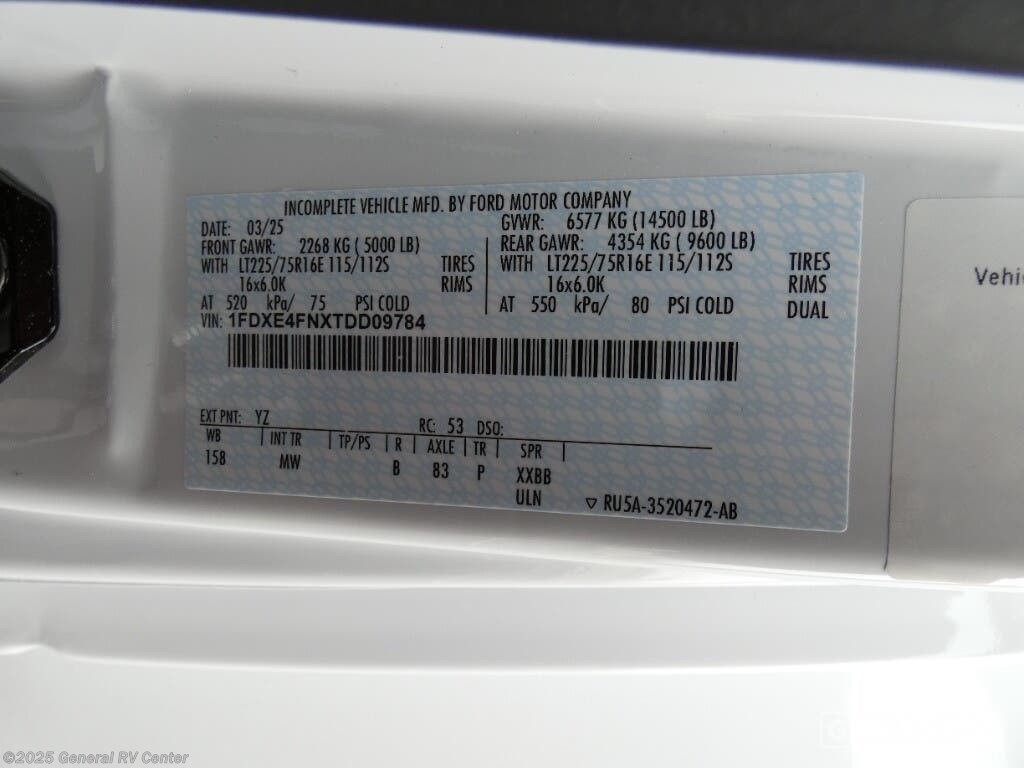 INCOMPLETE VEHICLE MFD. BY FORD MOTOR COMPANY
DATE: 03/25 GVWR: 6577 KG (14500 LB)
FRONT GAWR: 2268 KG ( 5000 LB) REAR GAWR: 4354 KG ( 9600 LB)
WITH LT225/75R16E 115/112S TIRES WITH LT225/75R16E 115/112S TIRES
16x6.0K RIMS 16x6.0K RIMS
AT 520 kPa/ 75 PSI COLD AT 550 kPa/ 80 PSI COLD DUAL
VIN: 1FDXE4FNXTDD09784
EXT PNT: YZ RC: 53 DSO:
WB INT TR TP/PS R AXLE TR SPR
158 MW B 83 P XXBB
ULN ▽ RU5A-3520472-AB
©2025 General RV Center